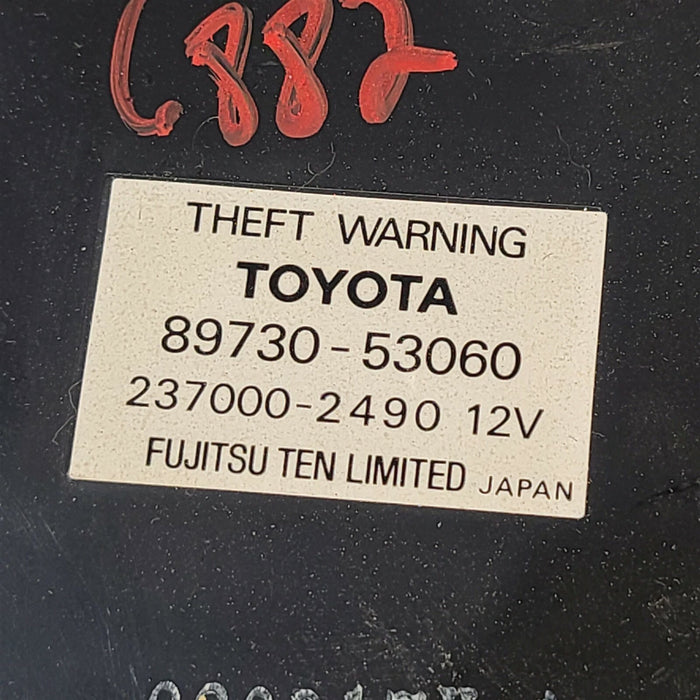 C882
THEFT WARNING
TOYOTA
89730-53060
237000-2490 12V
FUJITSU TEN LIMITED JAPAN